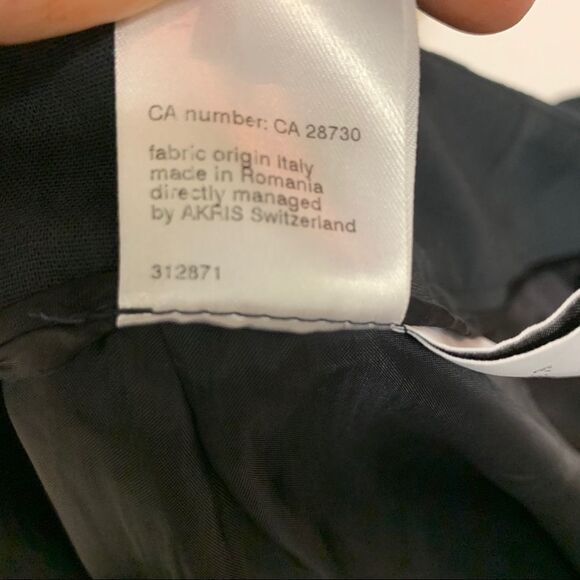 CA number: CA 28730
fabric origin Italy
made in Romania
directly managed
by AKRIS Switzerland
312871